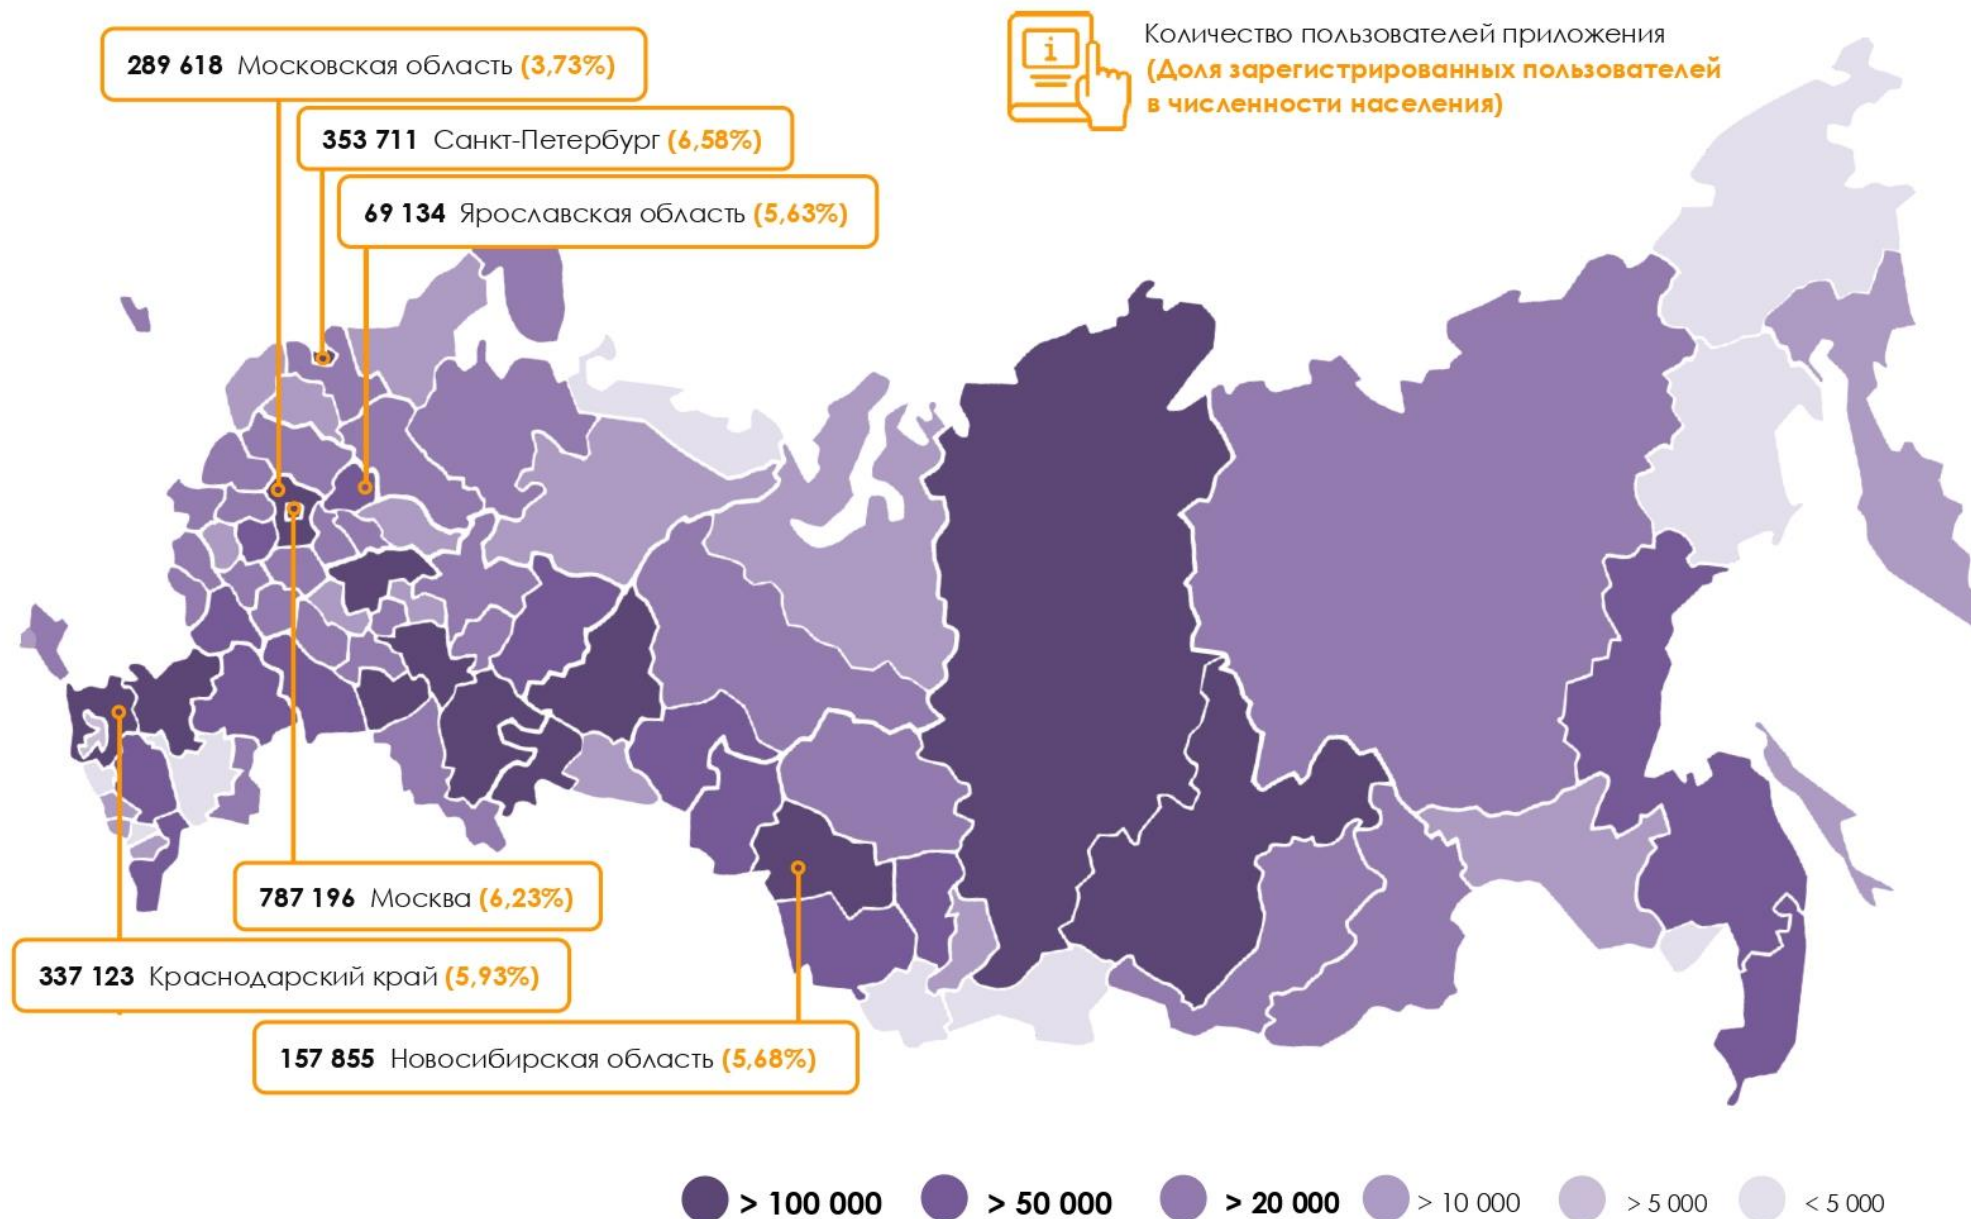 289 618 Московская область (3,73%)
Количество пользователей приложения
(Доля зарегистрированных пользователей
в численности населения)
i
353 711 Санкт-Петербург (6,58%)
69 134 Ярославская область (5,63%)
787 196 Москва (6,23%)
337 123 Краснодарский край (5,93%)
157 855 Новосибирская область (5,68%)
> 100 000 > 50 000 > 20 000 > 10 000 > 5 000 < 5 000